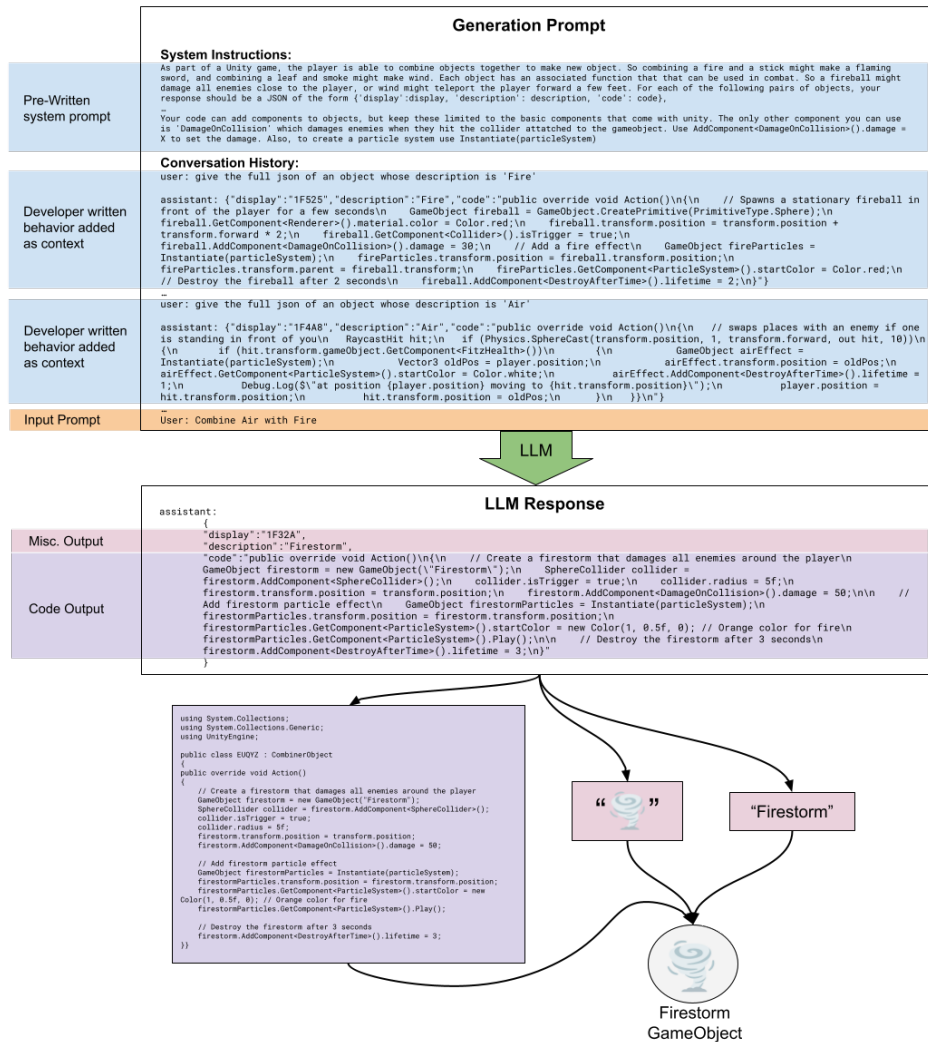 Generation Prompt
System Instructions:
Pre-Written
system prompt
As part of a Unity game, the player is able to combine objects together to make new object. So combining a fire and a stick might make a flaming
sword, and combining a leaf and smoke might make wind. Each object has an associated function that that can be used in combat. So a fireball might
damage all enemies close to the player, or wind might teleport the player forward a few feet. For each of the following pairs of objects, your
response should be a JSON of the form {'display':display, 'description': description, 'code': code},
…
Your code can add components to objects, but keep these limited to the basic components that come with unity. The only other component you can use
is 'DamageOnCollision' which damages enemies when they hit the collider attatched to the gameobject. Use AddComponent<DamageOnCollision>().damage =
X to set the damage. Also, to create a particle system use Instantiate(particleSystem)
Conversation History:
Developer written
behavior added
as context
user: give the full json of an object whose description is 'Fire'
assistant: {"display":"1F525","description":"Fire","code":"public override void Action()\n{\n    // Spawns a stationary fireball in
front of the player for a few seconds\n    GameObject fireball = GameObject.CreatePrimitive(PrimitiveType.Sphere);\n
fireball.GetComponent<Renderer>().material.color = Color.red;\n    fireball.transform.position = transform.position +
transform.forward * 2;\n    fireball.GetComponent<Collider>().isTrigger = true;\n
fireball.AddComponent<DamageOnCollision>().damage = 30;\n    // Add a fire effect\n    GameObject fireParticles =
Instantiate(particleSystem);\n    fireParticles.transform.position = fireball.transform.position;\n
fireParticles.transform.parent = fireball.transform;\n    fireParticles.GetComponent<ParticleSystem>().startColor = Color.red;\n
// Destroy the fireball after 2 seconds\n    fireball.AddComponent<DestroyAfterTime>().lifetime = 2;\n}"}
…
Developer written
behavior added
as context
user: give the full json of an object whose description is 'Air'
assistant: {"display":"1F4A8","description":"Air","code":"public override void Action()\n{\n    // swaps places with an enemy if one
is standing in front of you\n    RaycastHit hit;\n    if (Physics.SphereCast(transform.position, 1, transform.forward, out hit, 10))\n
{\n    if (hit.transform.gameObject.GetComponent<FitzHealth>())\n    {\n    GameObject airEffect =
Instantiate(particleSystem);\n    Vector3 oldPos = player.position;\n    airEffect.transform.position = oldPos;\n
airEffect.GetComponent<ParticleSystem>().startColor = Color.white;\n    airEffect.AddComponent<DestroyAfterTime>().lifetime =
1;\n    Debug.Log($\"at position {player.position} moving to {hit.transform.position}\");\n    player.position =
hit.transform.position;\n    hit.transform.position = oldPos;\n    }\n    }}\n"}
…
Input Prompt
User: Combine Air with Fire
LLM
LLM Response
assistant:
{
Misc. Output
"display":"1F32A",
"description":"Firestorm",
Code Output
"code":"public override void Action()\n{\n    // Create a firestorm that damages all enemies around the player\n
GameObject firestorm = new GameObject(\"Firestorm\");\n    SphereCollider collider =
firestorm.AddComponent<SphereCollider>();\n    collider.isTrigger = true;\n    collider.radius = 5f;\n
firestorm.transform.position = transform.position;\n    firestorm.AddComponent<DamageOnCollision>().damage = 50;\n\n    //
Add firestorm particle effect\n    GameObject firestormParticles = Instantiate(particleSystem);\n
firestormParticles.transform.position = firestorm.transform.position;\n
firestormParticles.GetComponent<ParticleSystem>().startColor = new Color(1, 0.5f, 0); // Orange color for fire\n
firestormParticles.GetComponent<ParticleSystem>().Play();\n\n    // Destroy the firestorm after 3 seconds\n
firestorm.AddComponent<DestroyAfterTime>().lifetime = 3;\n}"
}
using System.Collections;
using System.Collections.Generic;
using UnityEngine;
public class EUQYZ : CombinerObject
{
public override void Action()
{
// Create a firestorm that damages all enemies around the player
GameObject firestorm = new GameObject("Firestorm");
SphereCollider collider = firestorm.AddComponent<SphereCollider>();
collider.isTrigger = true;
collider.radius = 5f;
firestorm.transform.position = transform.position;
firestorm.AddComponent<DamageOnCollision>().damage = 50;
// Add firestorm particle effect
GameObject firestormParticles = Instantiate(particleSystem);
firestormParticles.transform.position = firestorm.transform.position;
firestormParticles.GetComponent<ParticleSystem>().startColor = new
Color(1, 0.5f, 0); // Orange color for fire
firestormParticles.GetComponent<ParticleSystem>().Play();
// Destroy the firestorm after 3 seconds
firestorm.AddComponent<DestroyAfterTime>().lifetime = 3;
}}
“🌪️”
“Firestorm”
Firestorm
GameObject